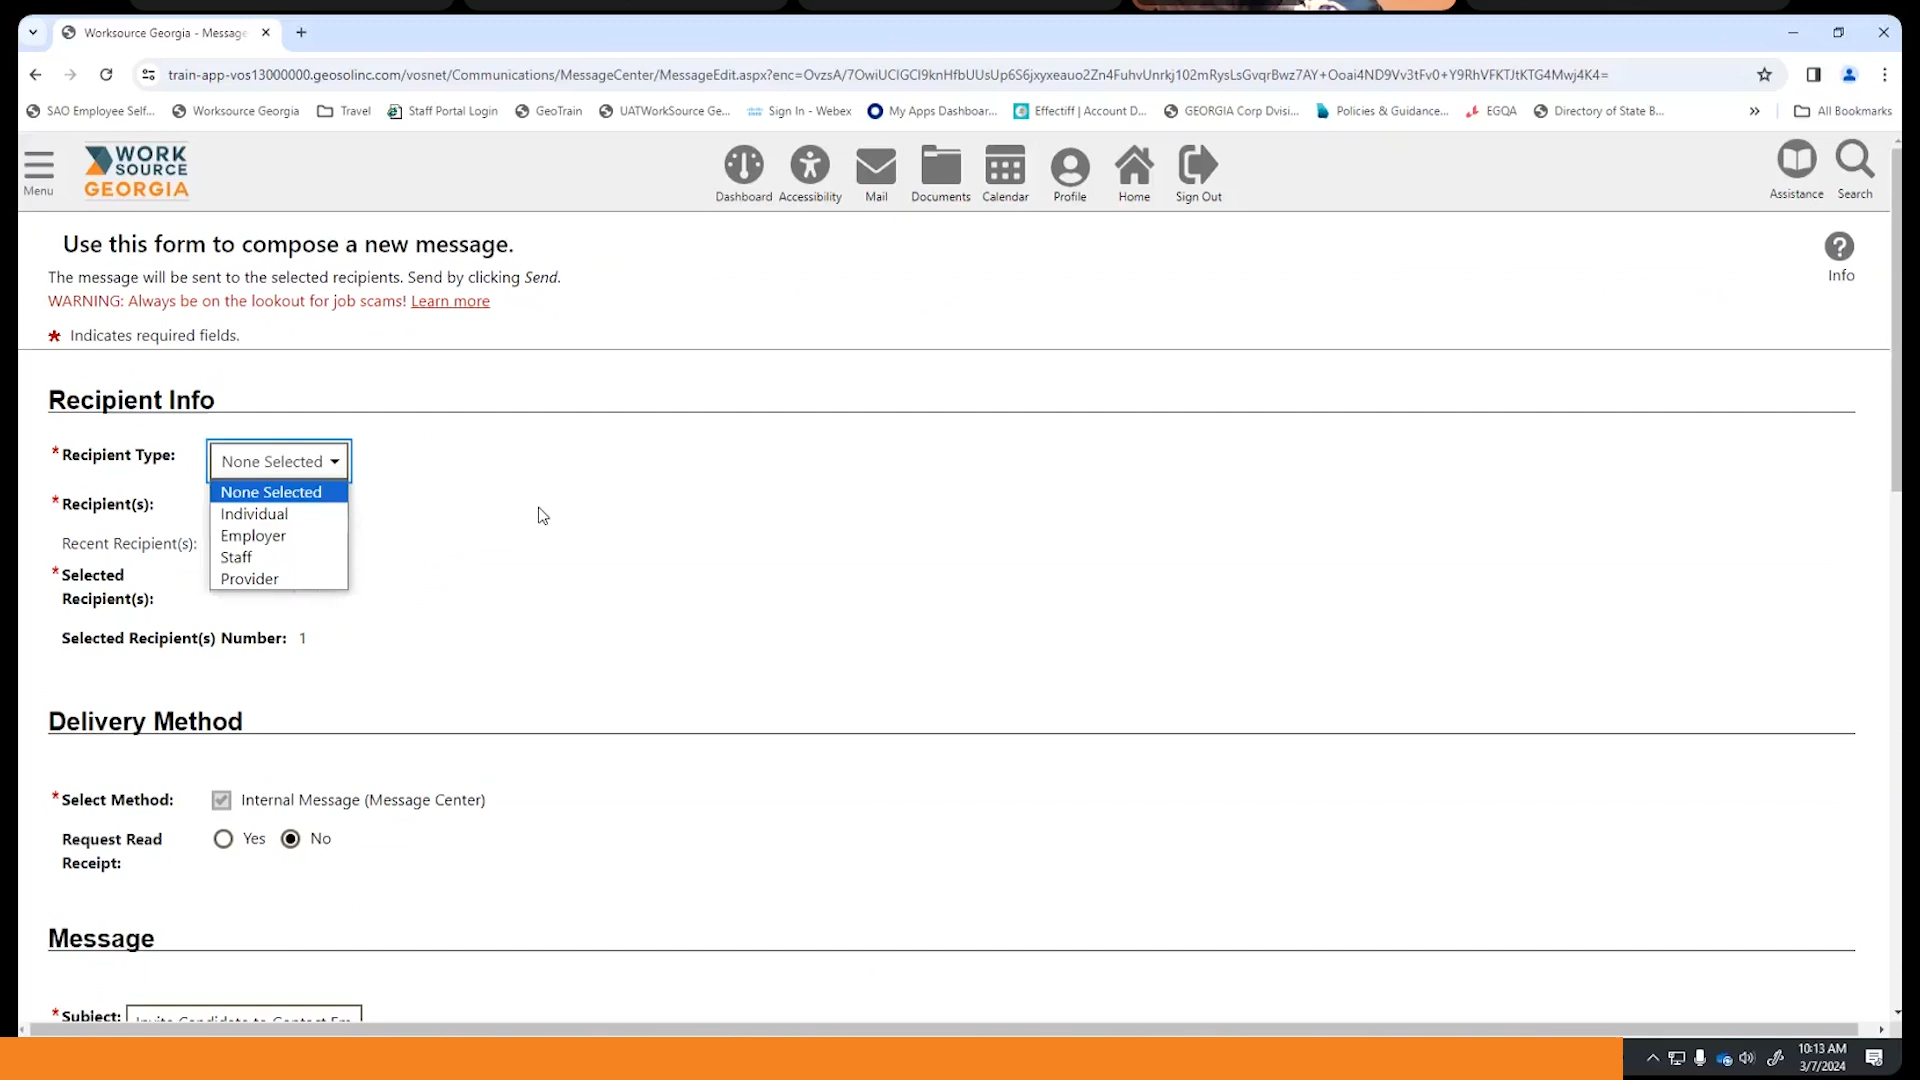 Worksource Georgia - Message
train-app-vos13000000.geosolinc.com/vosnet/Communications/MessageCenter/MessageEdit.aspx?enc=OvzsA/7OwiUCIGCI9knHfbUUsUp6S6jxyxeauo2Zn4FuhvUnrkj102mRysLsGvqrBwz7AY+Ooai4ND9Vv3tFv0+Y9RhVFKTJtKTG4Mwj4K4=
SAO Employee Self... Worksource Georgia Travel Staff Portal Login GeoTrain UATWorkSource Ge... Sign In - Webex My Apps Dashboar... Effectiff | Account D... GEORGIA Corp Dvisi... Policies & Guidance... EGQA Directory of State B... » All Bookmarks
Menu
WORK
SOURCE
GEORGIA
Dashboard Accessibility Mail Documents Calendar Profile Home Sign Out Assistance Search
Use this form to compose a new message.
The message will be sent to the selected recipients. Send by clicking Send.
WARNING: Always be on the lookout for job scams! Learn more
Info
* Indicates required fields.
Recipient Info
* Recipient Type: None Selected
None Selected
Individual
Employer
Staff
Provider
* Recipient(s):
Recent Recipient(s):
* Selected
Recipient(s):
Selected Recipient(s) Number: 1
Delivery Method
* Select Method: Internal Message (Message Center)
Request Read
Receipt:
Yes No
Message
* Subject: Invite Candidate to Contact Em
10:13 AM
3/7/2024